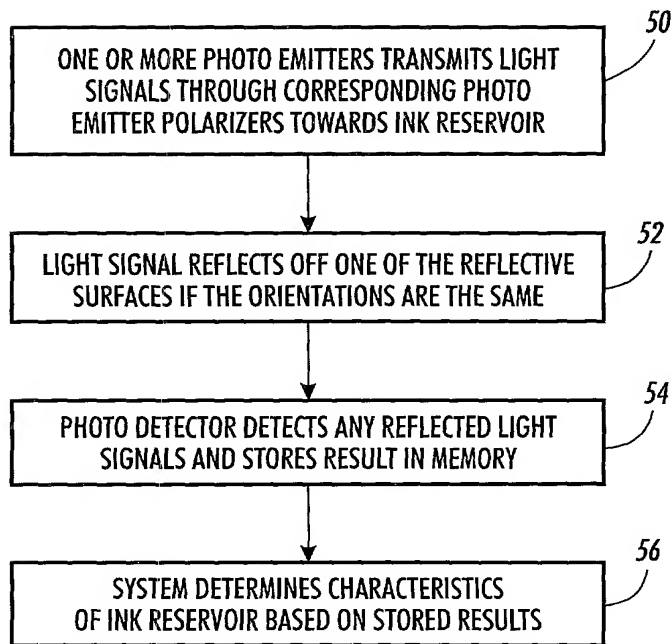 50
ONE OR MORE PHOTO EMITTERS TRANSMITS LIGHT
SIGNALS THROUGH CORRESPONDING PHOTO
EMITTER POLARIZERS TOWARDS INK RESERVOIR
52
LIGHT SIGNAL REFLECTS OFF ONE OF THE REFLECTIVE
SURFACES IF THE ORIENTATIONS ARE THE SAME
54
PHOTO DETECTOR DETECTS ANY REFLECTED LIGHT
SIGNALS AND STORES RESULT IN MEMORY
56
SYSTEM DETERMINES CHARACTERISTICS
OF INK RESERVOIR BASED ON STORED RESULTS